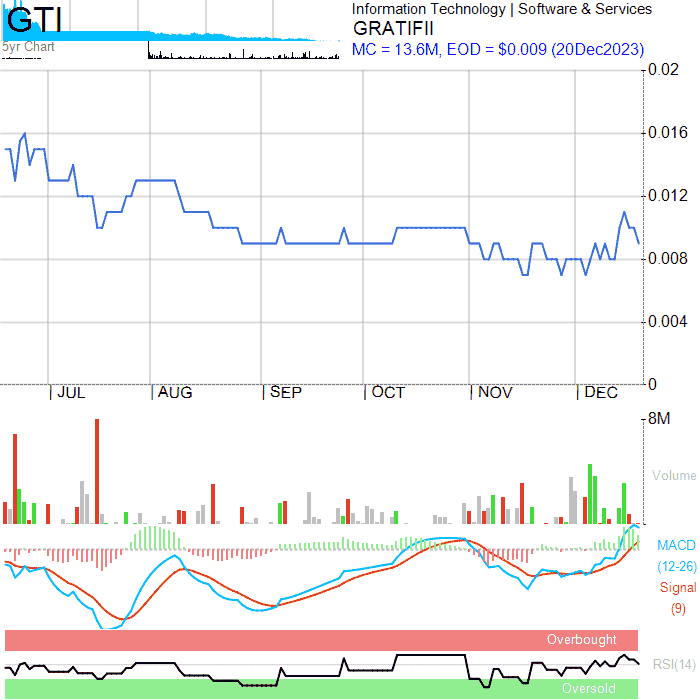 GTI
5yr Chart
Information Technology | Software & Services
GRATIFII
MC = 13.6M, EOD = $0.009 (20Dec2023)
0.02
0.016
0.012
0.008
0.004
0
JUL AUG SEP OCT NOV DEC
8M
Volume
MACD
(12-26)
Signal
(9)
Overbought
RSI(14)
Oversold